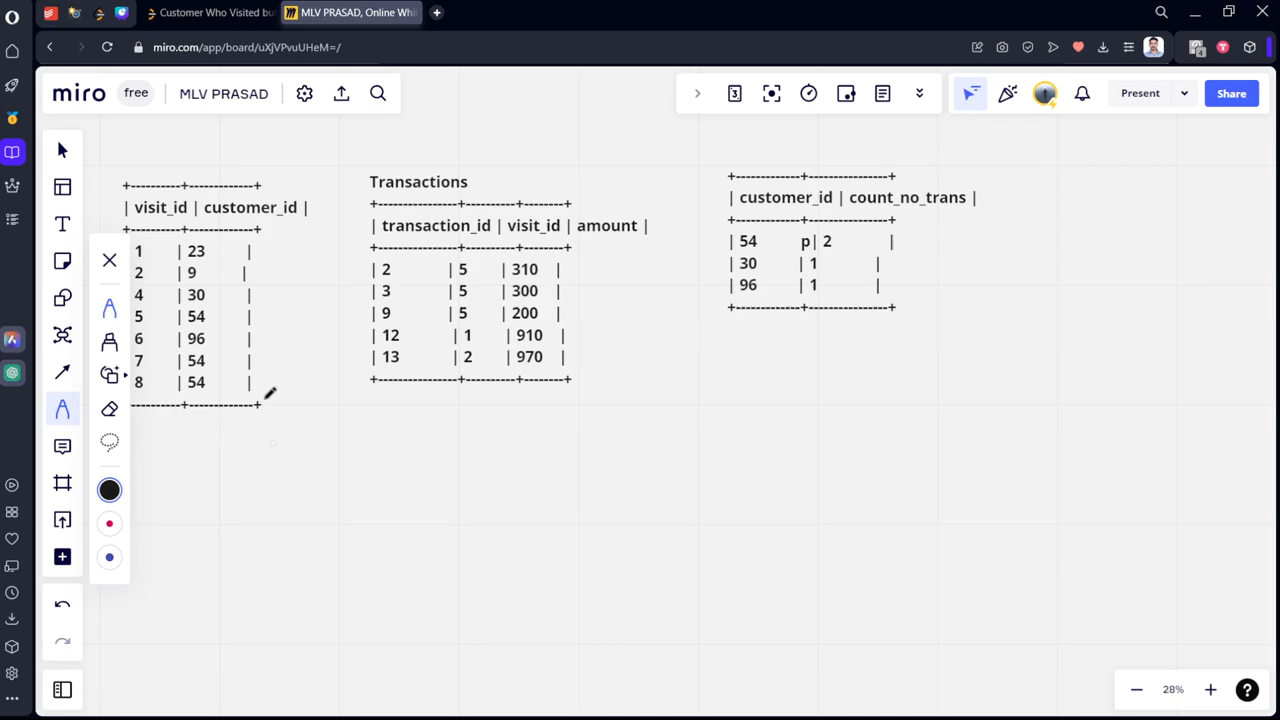 Customer Who Visited bu
MLV PRASAD, Online Whi
miro.com/app/board/uXjVPvuUHeM=/
miro free MLV PRASAD
3
Present
Share
+----------+-------------+
| visit_id | customer_id |
+----------+-------------+
1 | 23 |
2 | 9 |
4 | 30 |
5 | 54 |
6 | 96 |
7 | 54 |
8 | 54 |
----------+-------------+
Transactions
+----------------+----------+--------+
| transaction_id | visit_id | amount |
+----------------+----------+--------+
| 2 | 5 | 310 |
| 3 | 5 | 300 |
| 9 | 5 | 200 |
| 12 | 1 | 910 |
| 13 | 2 | 970 |
+----------------+----------+--------+
+-------------+----------------+
| customer_id | count_no_trans |
+-------------+----------------+
| 54 p| 2 |
| 30 | 1 |
| 96 | 1 |
+-------------+----------------+
28%